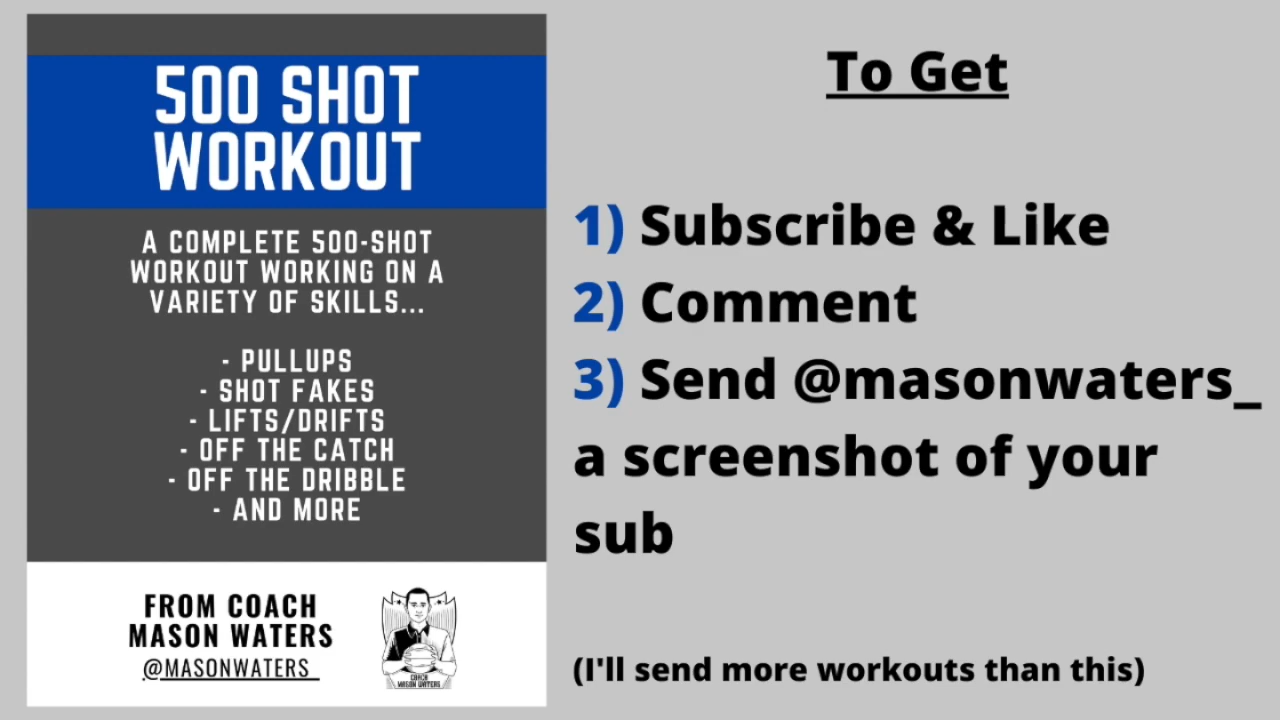 500 SHOT
WORKOUT
A COMPLETE 500-SHOT
WORKOUT WORKING ON A
VARIETY OF SKILLS...
- PULLUPS
- SHOT FAKES
- LIFTS/DRIFTS
- OFF THE CATCH
- OFF THE DRIBBLE
- AND MORE
FROM COACH
MASON WATERS
@MASONWATERS_
COACH
MASON WATERS
To Get
1) Subscribe & Like
2) Comment
3) Send @masonwaters_
a screenshot of your
sub
(I'll send more workouts than this)